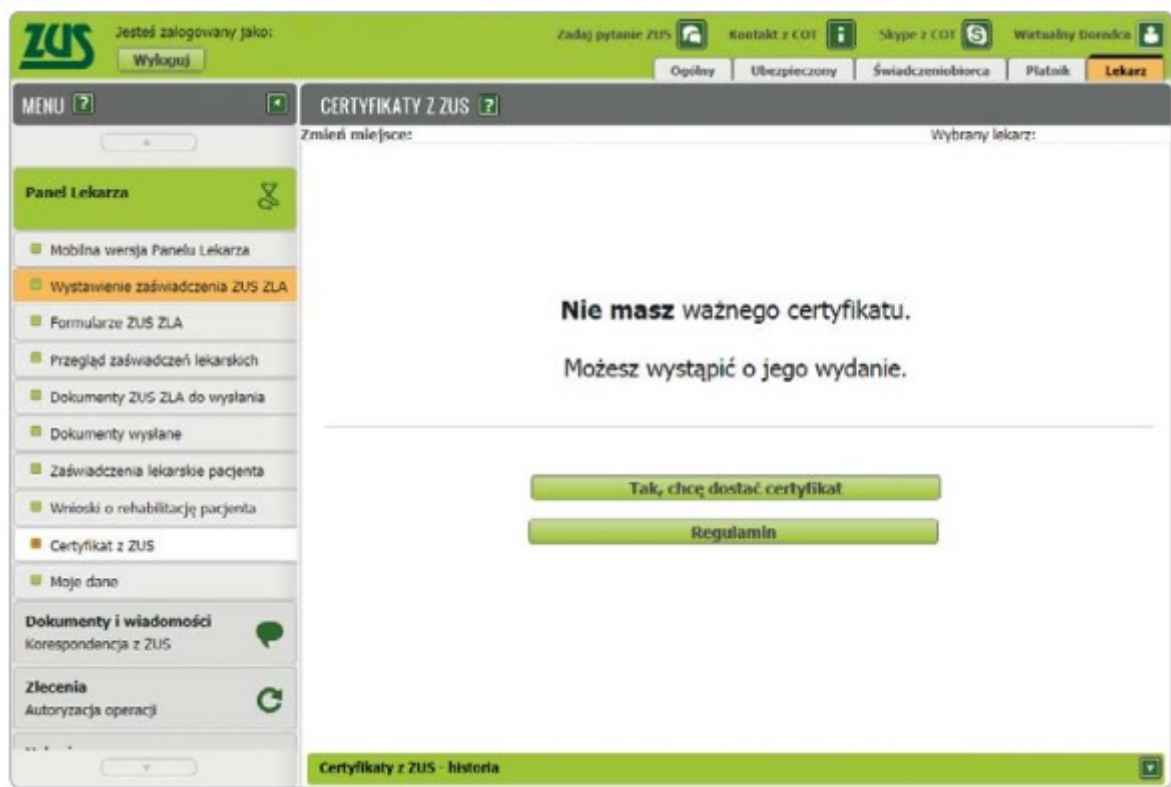 ZUS
Jesteś zalogowany jako:
Wyloguj
Zadaj pytanie ZUS
Kontakt z COT
Skype z COT
Wirtualny Doradca
Ogólny
Ubezpieczony
Świadczeniobiorca
Płatnik
Lekarz
MENU ?
CERTYFIKATY Z ZUS ?
Zmień miejsce:
Wybrany lekarz:
Panel Lekarza
Mobilna wersja Panelu Lekarza
Wystawienie zaświadczenia ZUS ZLA
Formularze ZUS ZLA
Przegląd zaświadczeń lekarskich
Dokumenty ZUS ZLA do wysłania
Dokumenty wysłane
Zaświadczenia lekarskie pacjenta
Wnioski o rehabilitację pacjenta
Certyfikat z ZUS
Moje dane
Dokumenty i wiadomości
Korespondencja z ZUS
Zlecenia
Autoryzacja operacji
Nie masz ważnego certyfikatu.
Możesz wystąpić o jego wydanie.
Tak, chcę dostać certyfikat
Regulamin
Certyfikaty z ZUS - historia